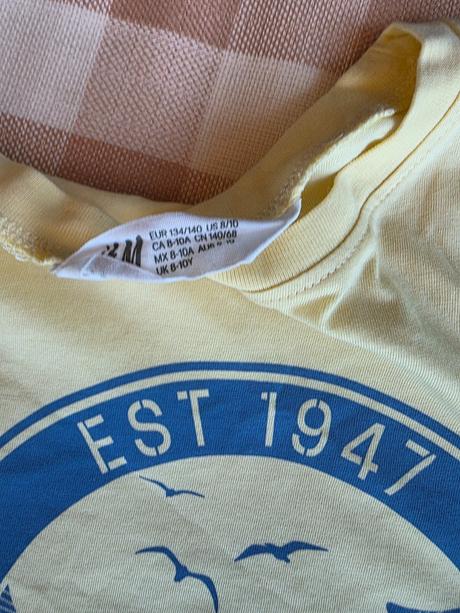 EUR 134/140 US 8/10
CA 8-10A CN 140/68
MX 8-10A
UK 8-10Y
EST 1947